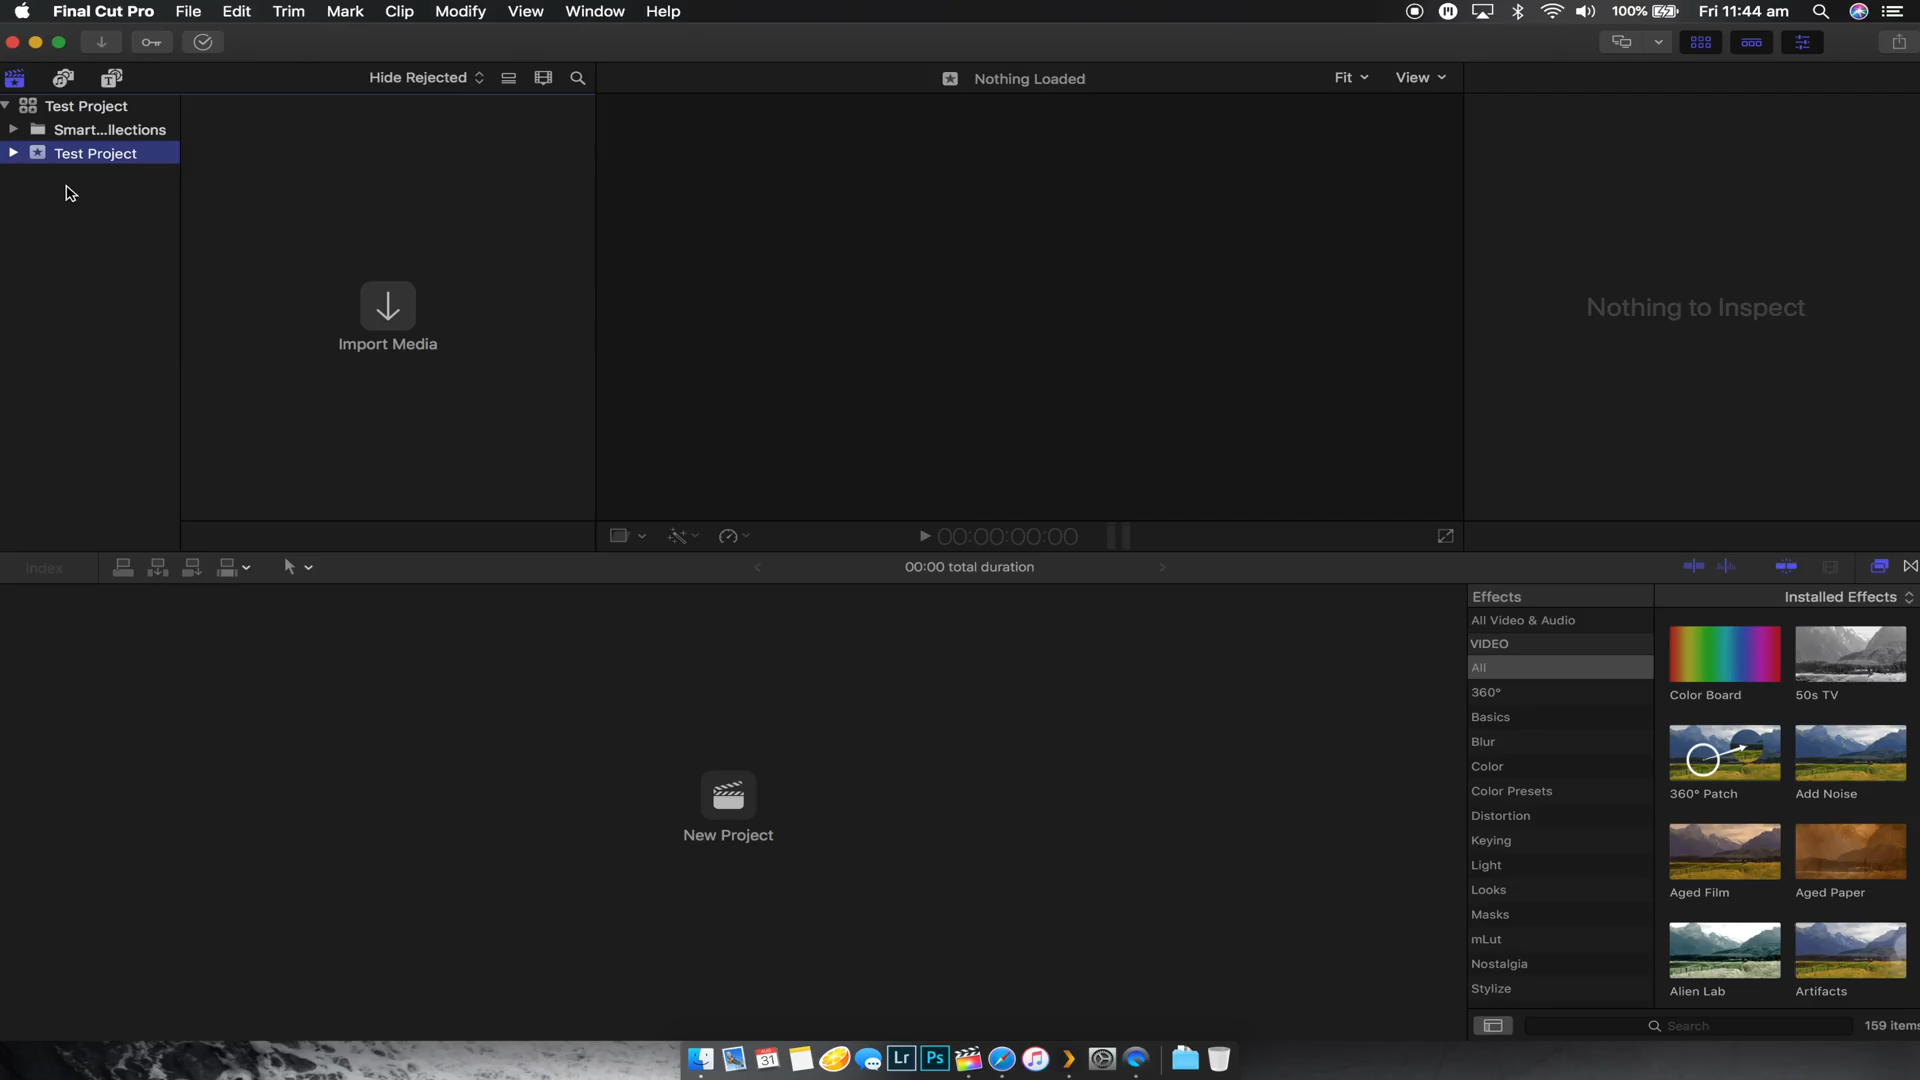 Final Cut Pro File Edit Trim Mark Clip Modify View Window Help 100% Fri 11:44 am
Hide Rejected
Nothing Loaded
Fit
View
Test Project
Smart...llections
Test Project
Import Media
Nothing to Inspect
00:00:00:00
Index
00:00 total duration
Effects
Installed Effects
All Video & Audio
VIDEO
All
360°
Basics
Blur
Color
Color Presets
Distortion
Keying
Light
Looks
Masks
mLut
Nostalgia
Stylize
Color Board
50s TV
360° Patch
Add Noise
Aged Film
Aged Paper
Alien Lab
Artifacts
New Project
Search
159 items
AUG
31
Lr
Ps